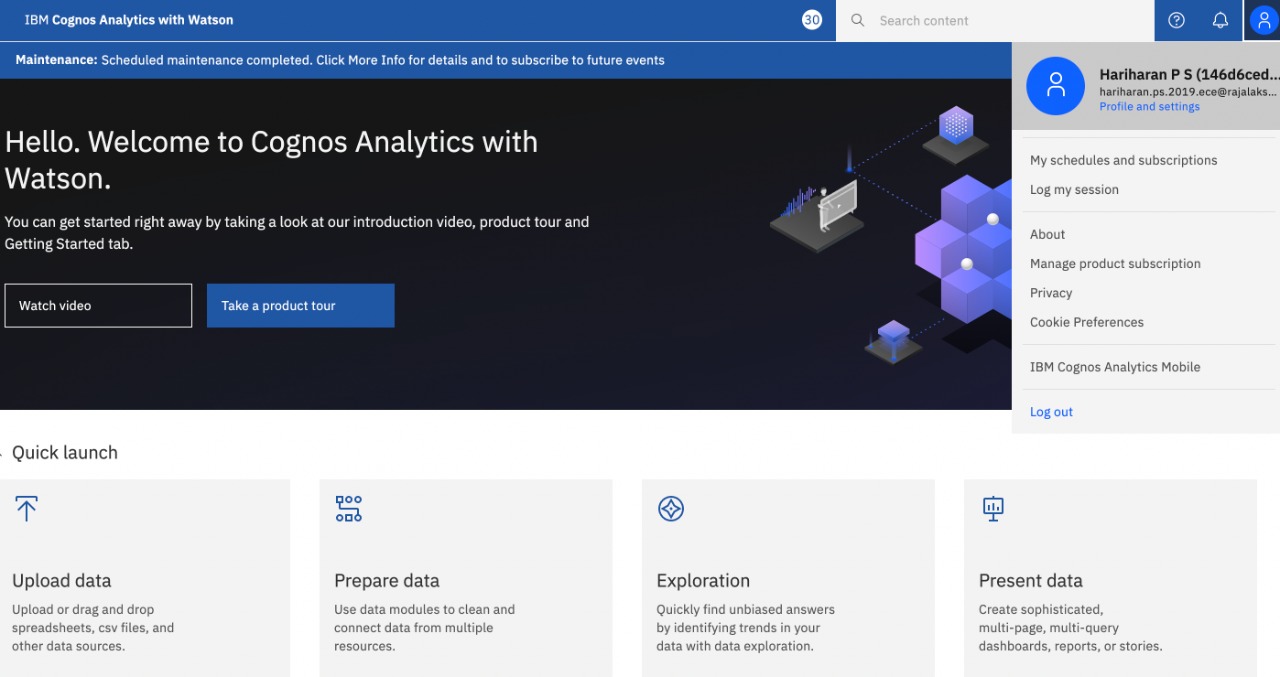 IBM Cognos Analytics with Watson
30
Search content
Maintenance: Scheduled maintenance completed. Click More Info for details and to subscribe to future events
Hariharan P S (146d6ced...
hariharan.ps.2019.ece@rajalaks...
Profile and settings
My schedules and subscriptions
Log my session
About
Manage product subscription
Privacy
Cookie Preferences
IBM Cognos Analytics Mobile
Log out
Hello. Welcome to Cognos Analytics with
Watson.
You can get started right away by taking a look at our introduction video, product tour and
Getting Started tab.
Watch video
Take a product tour
Quick launch
Upload data
Upload or drag and drop
spreadsheets, csv files, and
other data sources.
Prepare data
Use data modules to clean and
connect data from multiple
resources.
Exploration
Quickly find unbiased answers
by identifying trends in your
data with data exploration.
Present data
Create sophisticated,
multi-page, multi-query
dashboards, reports, or stories.